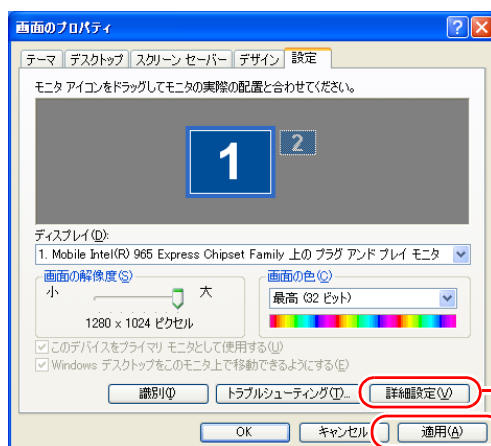 画面のプロパティ
テーマ デスクトップ スクリーン セーバー デザイン 設定
モニタ アイコンをドラッグしてモニタの実際の配置と合わせてください。
1 2
ディスプレイ(D):
1. Mobile Intel(R) 965 Express Chipset Family 上の プラグ アンド プレイ モニタ
画面の解像度(S) 画面の色(C)
小 大 最高 (32 ビット)
1280 x 1024 ピクセル
このデバイスをプライマリ モニタとして使用する(U)
Windows デスクトップをこのモニタ上で移動できるようにする(E)
識別(I) トラブルシューティング(T)... 詳細設定(V)
OK キャンセル 適用(A)